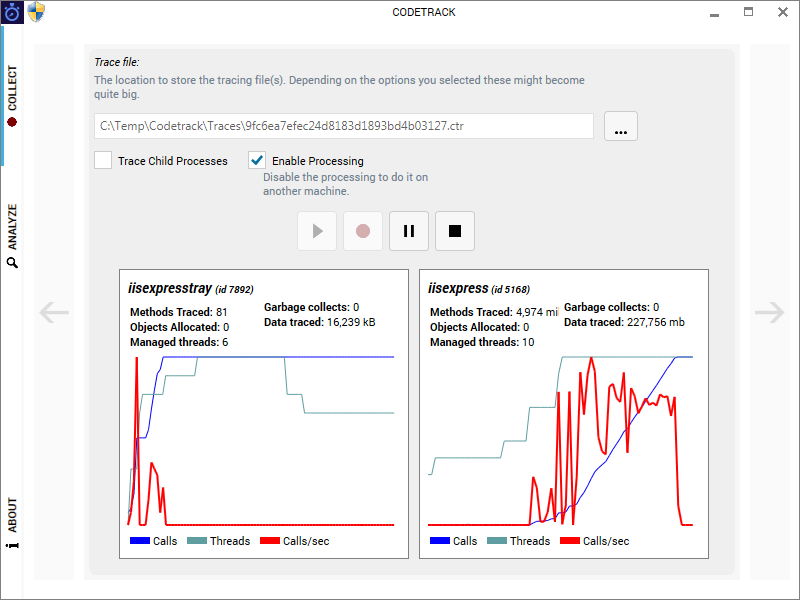 CODETRACK
COLLECT
ANALYZE
ABOUT
Trace file:
The location to store the tracing file(s). Depending on the options you selected these might become
quite big.
C:\Temp\Codetrack\Traces\9fc6ea7efec24d8183d1893bd4b03127.ctr
...
Trace Child Processes
Enable Processing
Disable the processing to do it on
another machine.
iisexpresstray (id 7892)
Methods Traced: 81
Objects Allocated: 0
Managed threads: 6
Garbage collects: 0
Data traced: 16,239 kB
Calls
Threads
Calls/sec
iisexpress (id 5168)
Methods Traced: 4,974 mi
Objects Allocated: 0
Managed threads: 10
Garbage collects: 0
Data traced: 227,756 mb
Calls
Threads
Calls/sec